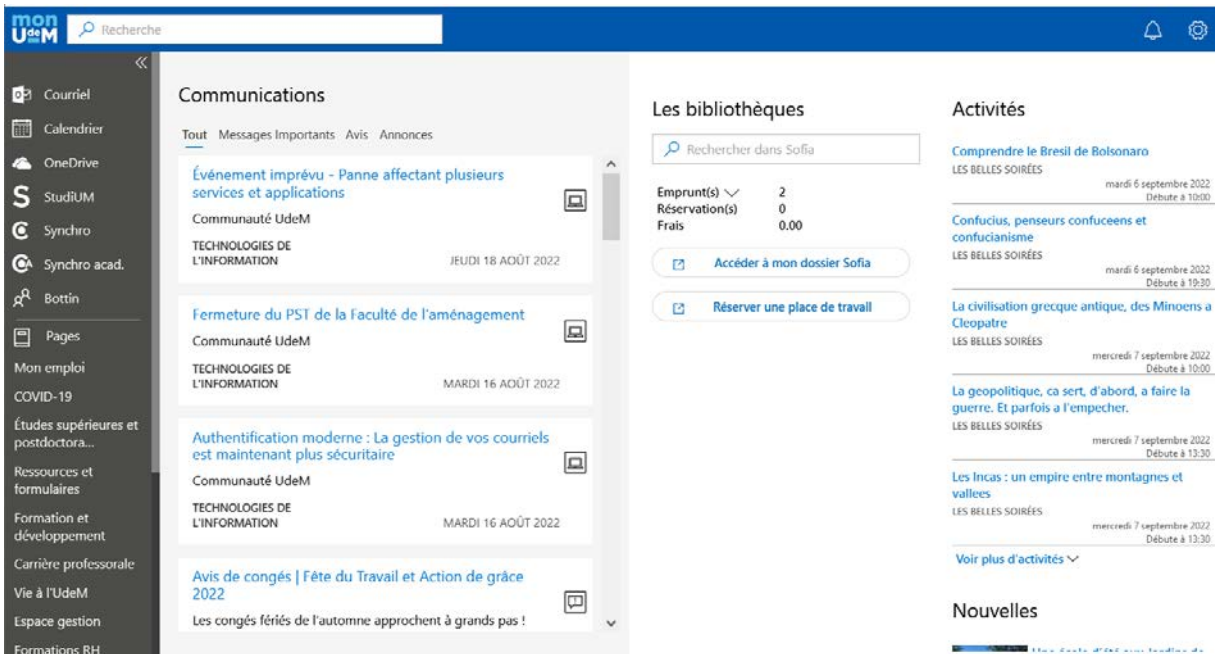 mon
UdeM
Recherche
Courriel
Calendrier
OneDrive
StudiUM
Synchro
Synchro acad.
Bottin
Pages
Mon emploi
COVID-19
Études supérieures et
postdoctora...
Ressources et
formulaires
Formation et
développement
Carrière professorale
Vie à l'UdeM
Espace gestion
Formations RH
Communications
Tout Messages Importants Avis Annonces
Événement imprévu - Panne affectant plusieurs
services et applications
Communauté UdeM
TECHNOLOGIES DE
L'INFORMATION JEUDI 18 AOÛT 2022
Fermeture du PST de la Faculté de l'aménagement
Communauté UdeM
TECHNOLOGIES DE
L'INFORMATION MARDI 16 AOÛT 2022
Authentification moderne : La gestion de vos courriels
est maintenant plus sécuritaire
Communauté UdeM
TECHNOLOGIES DE
L'INFORMATION MARDI 16 AOÛT 2022
Avis de congés | Fête du Travail et Action de grâce
2022
Les congés fériés de l'automne approchent à grands pas !
Les bibliothèques
Rechercher dans Sofia
Emprunt(s) 2
Réservation(s) 0
Frais 0.00
Accéder à mon dossier Sofia
Réserver une place de travail
Activités
Comprendre le Bresil de Bolsonaro
LES BELLES SOIRÉES
mardi 6 septembre 2022
Débute à 10:00
Confucius, penseurs confuceens et
confucianisme
LES BELLES SOIRÉES
mardi 6 septembre 2022
Débute à 19:30
La civilisation grecque antique, des Minoens a
Cleopatre
LES BELLES SOIRÉES
mercredi 7 septembre 2022
Débute à 10:00
La geopolitique, ca sert, d'abord, a faire la
guerre. Et parfois a l'empecher.
LES BELLES SOIRÉES
mercredi 7 septembre 2022
Débute à 13:30
Les Incas : un empire entre montagnes et
vallees
LES BELLES SOIRÉES
mercredi 7 septembre 2022
Débute à 13:30
Voir plus d'activités
Nouvelles
Une école d'été aux Jardins de